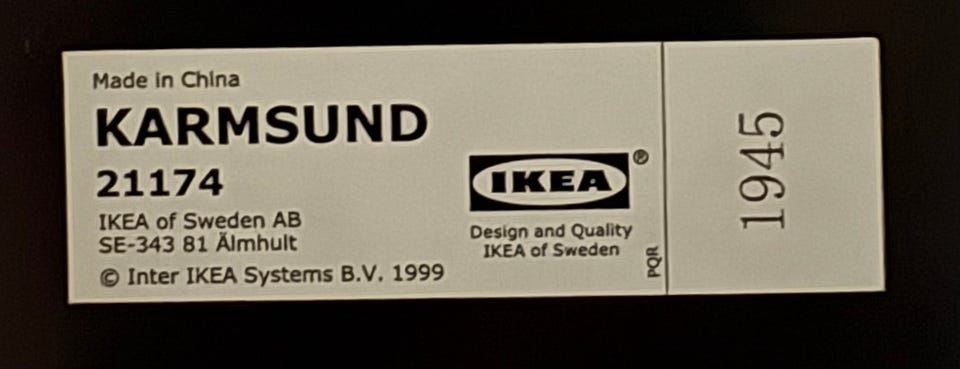 Made in China
KARMSUND
21174
IKEA of Sweden AB
SE-343 81 Älmhult
© Inter IKEA Systems B.V. 1999
IKEA®
Design and Quality
IKEA of Sweden
PQR
1945